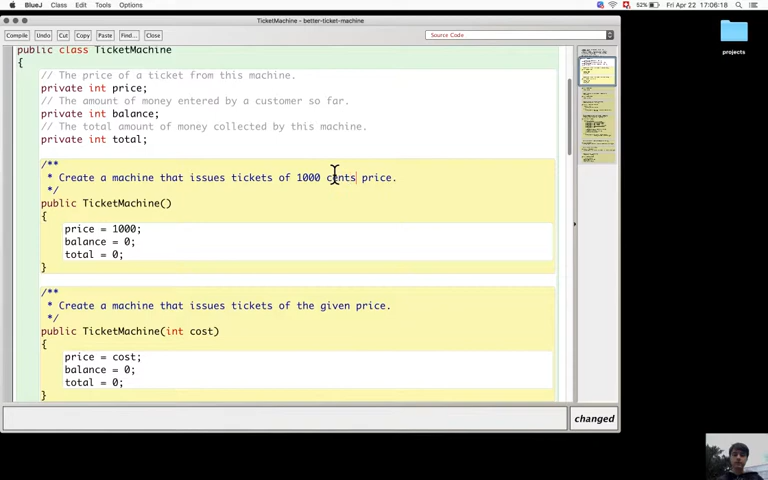 BlueJ Class Edit Tools Options 52% Fri Apr 22 17:06:18
TicketMachine - better-ticket-machine
Compile Undo Cut Copy Paste Find... Close Source Code
public class TicketMachine
{
// The price of a ticket from this machine.
private int price;
// The amount of money entered by a customer so far.
private int balance;
// The total amount of money collected by this machine.
private int total;
/**
* Create a machine that issues tickets of 1000 cents price.
*/
public TicketMachine()
{
price = 1000;
balance = 0;
total = 0;
}
/**
* Create a machine that issues tickets of the given price.
*/
public TicketMachine(int cost)
{
price = cost;
balance = 0;
total = 0;
}
changed
projects